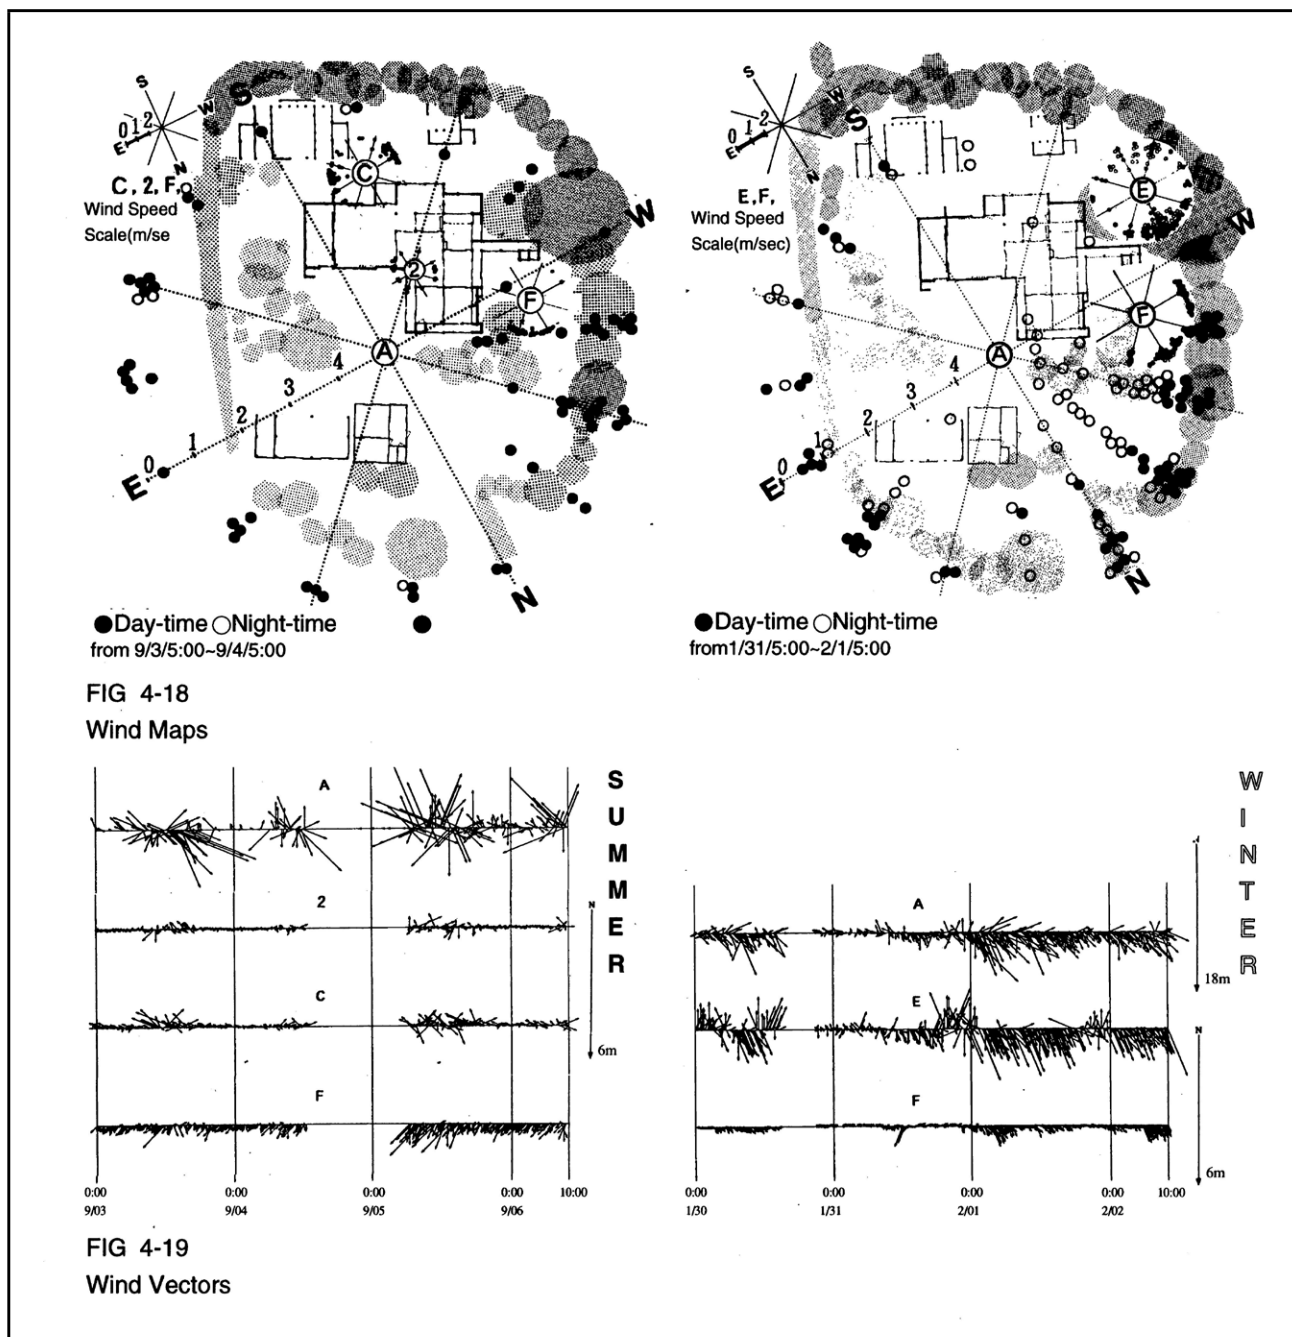 S
W
S
0 1 2
E
N
C, 2, F,
Wind Speed
Scale(m/se
C
2
F
A
W
4
3
2
1
0
E
N
●Day-time ○Night-time
from 9/3/5:00~9/4/5:00
S
W
S
0 1 2
E
N
E,F,
Wind Speed
Scale(m/sec)
E
W
F
A
4
3
2
1
0
E
N
●Day-time ○Night-time
from1/31/5:00~2/1/5:00
FIG 4-18
Wind Maps
SUMMER
A
2
C
F
N
6m
0:00 0:00 0:00 0:00 10:00
9/03 9/04 9/05 9/06
WINTER
A
18m
E
N
F
6m
0:00 0:00 0:00 0:00 10:00
1/30 1/31 2/01 2/02
FIG 4-19
Wind Vectors